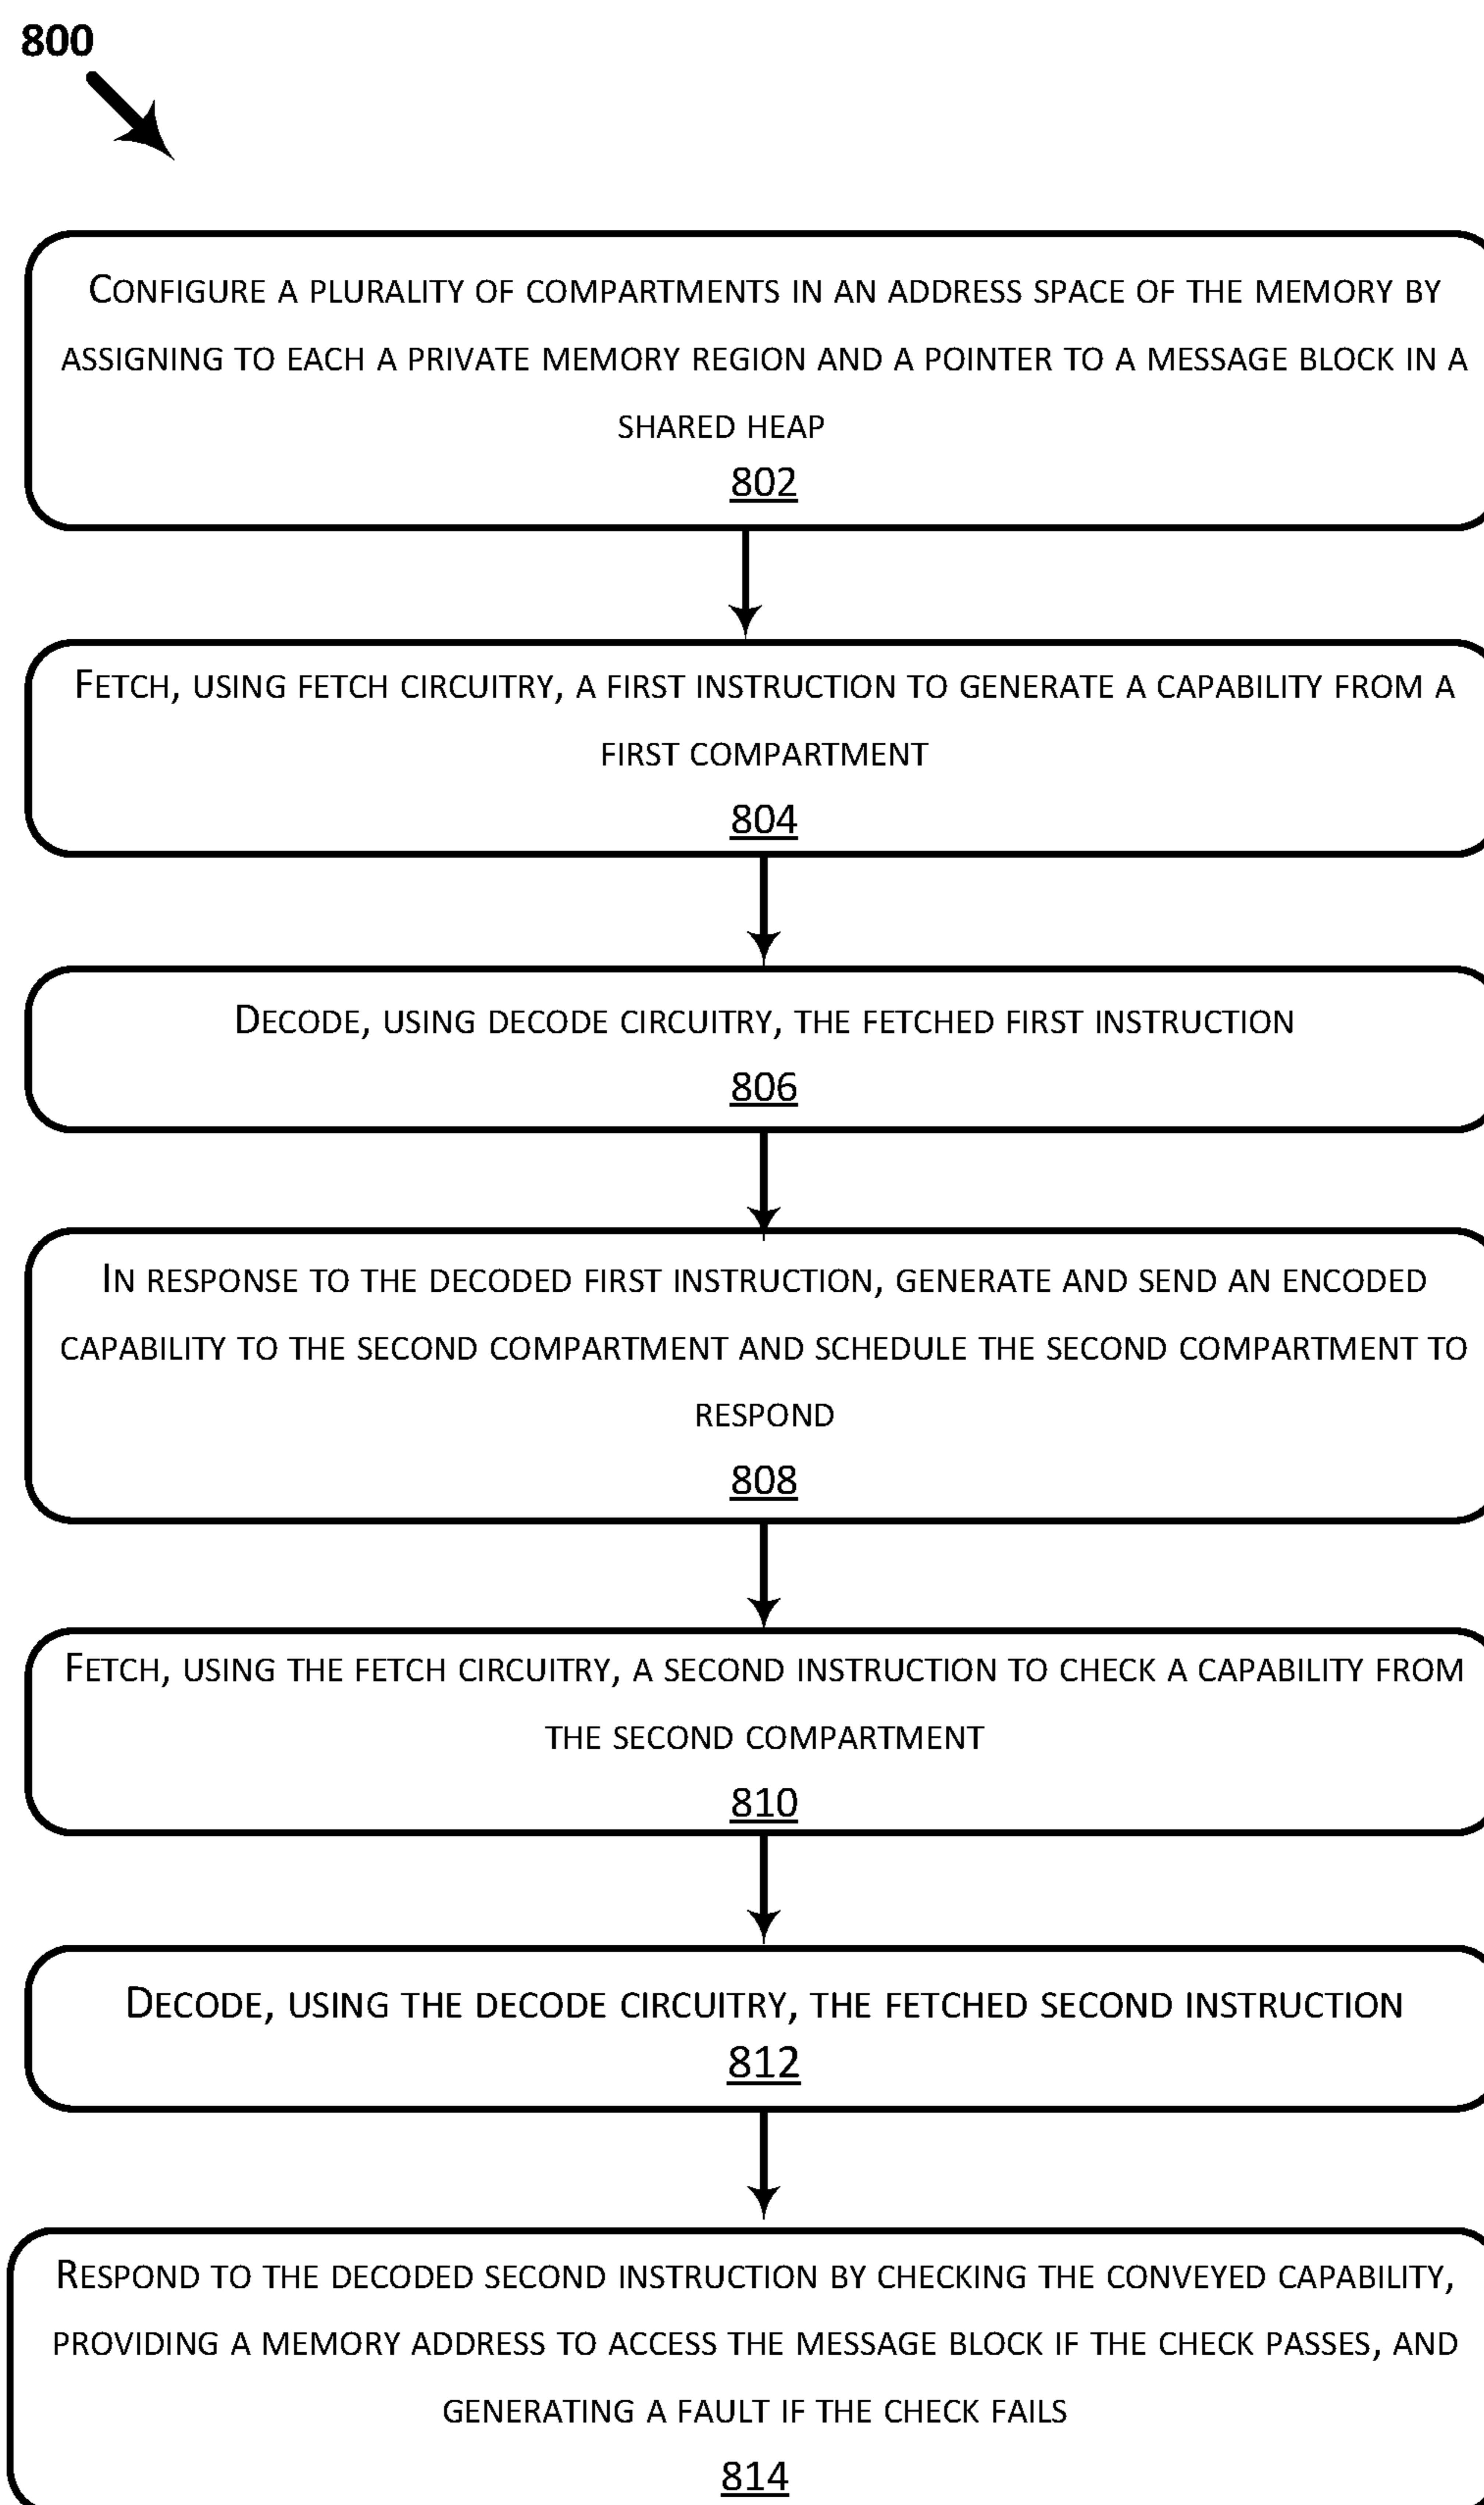 800
Configure a plurality of compartments in an address space of the memory by
assigning to each a private memory region and a pointer to a message block in a
shared heap
802
Fetch, using fetch circuitry, a first instruction to generate a capability from a
first compartment
804
Decode, using decode circuitry, the fetched first instruction
806
In response to the decoded first instruction, generate and send an encoded
capability to the second compartment and schedule the second compartment to
respond
808
Fetch, using the fetch circuitry, a second instruction to check a capability from
the second compartment
810
Decode, using the decode circuitry, the fetched second instruction
812
Respond to the decoded second instruction by checking the conveyed capability,
providing a memory address to access the message block if the check passes, and
generating a fault if the check fails
814